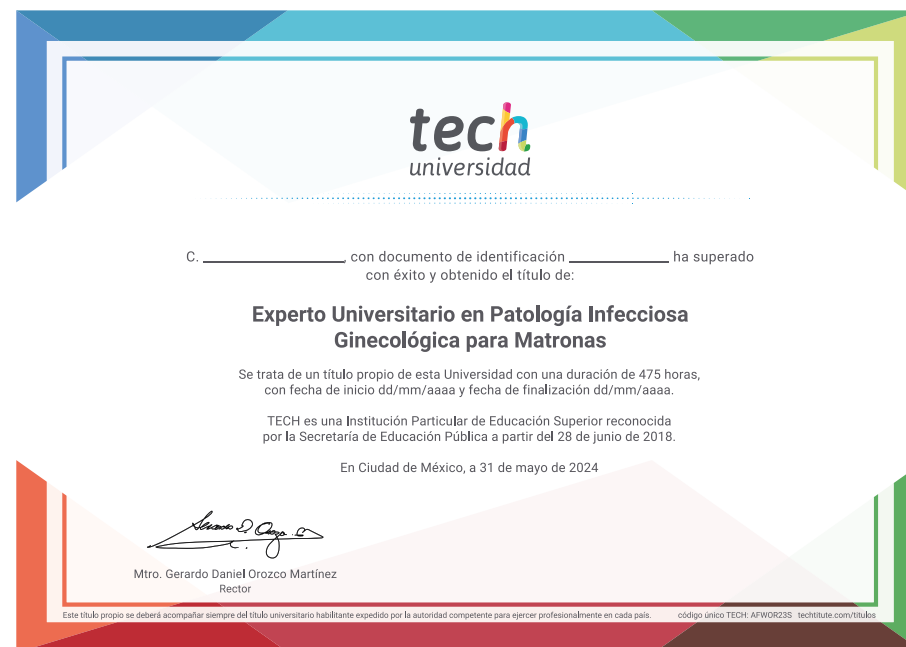 tech
universidad
C. ____________, con documento de identificación ____________ ha superado
con éxito y obtenido el título de:
Experto Universitario en Patología Infecciosa
Ginecológica para Matronas
Se trata de un título propio de esta Universidad con una duración de 475 horas,
con fecha de inicio dd/mm/aaaa y fecha de finalización dd/mm/aaaa.
TECH es una Institución Particular de Educación Superior reconocida
por la Secretaría de Educación Pública a partir del 28 de junio de 2018.
En Ciudad de México, a 31 de mayo de 2024
Mtro. Gerardo Daniel Orozco Martínez
Rector
Este título propio se deberá acompañar siempre del título universitario habilitante expedido por la autoridad competente para ejercer profesionalmente en cada país. código único TECH: AFWOR23S techtitute.com/titulos